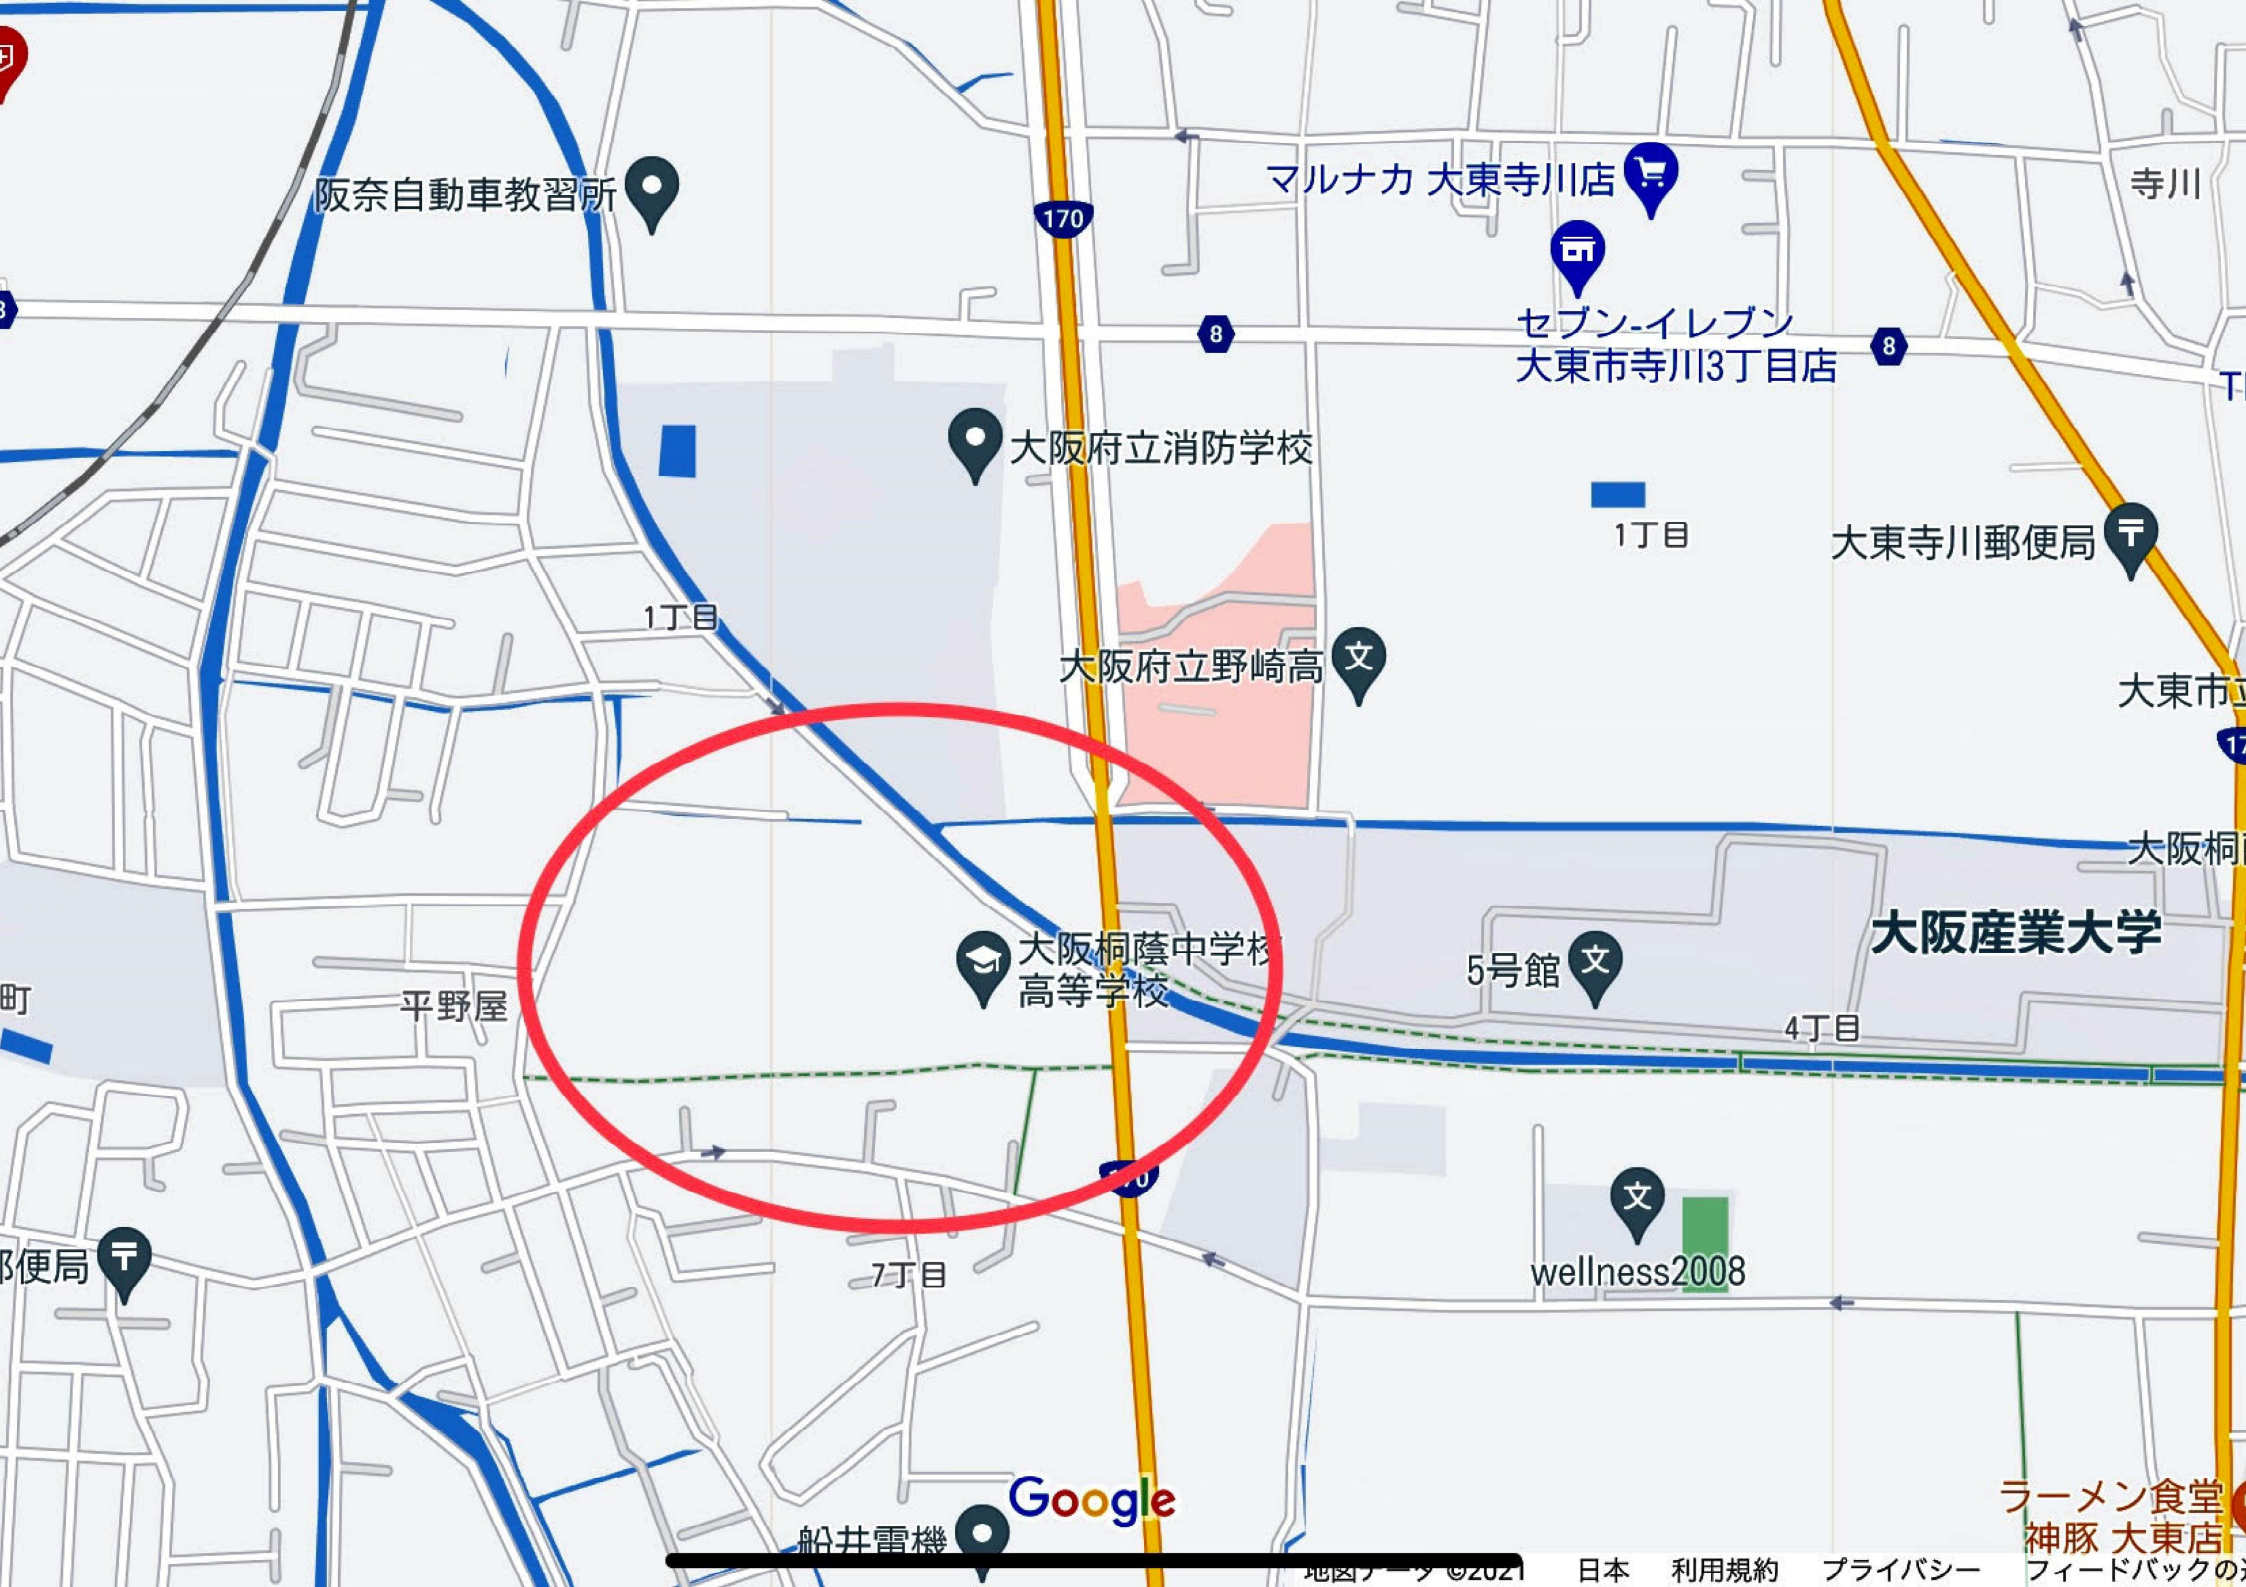 阪奈自動車教習所
170
マルナカ 大東寺川店
寺川
セブン-イレブン
大東市寺川3丁目店
8
8
大阪府立消防学校
1丁目
大東寺川郵便局
1丁目
大阪府立野崎高
大東市
大阪桐
大阪桐蔭中学校
高等学校
5号館
大阪産業大学
4丁目
町
平野屋
170
郵便局
7丁目
wellness2008
Google
船井電機
ラーメン食堂
神豚 大東店
地図データ ©2021
日本
利用規約
プライバシー
フィードバックの